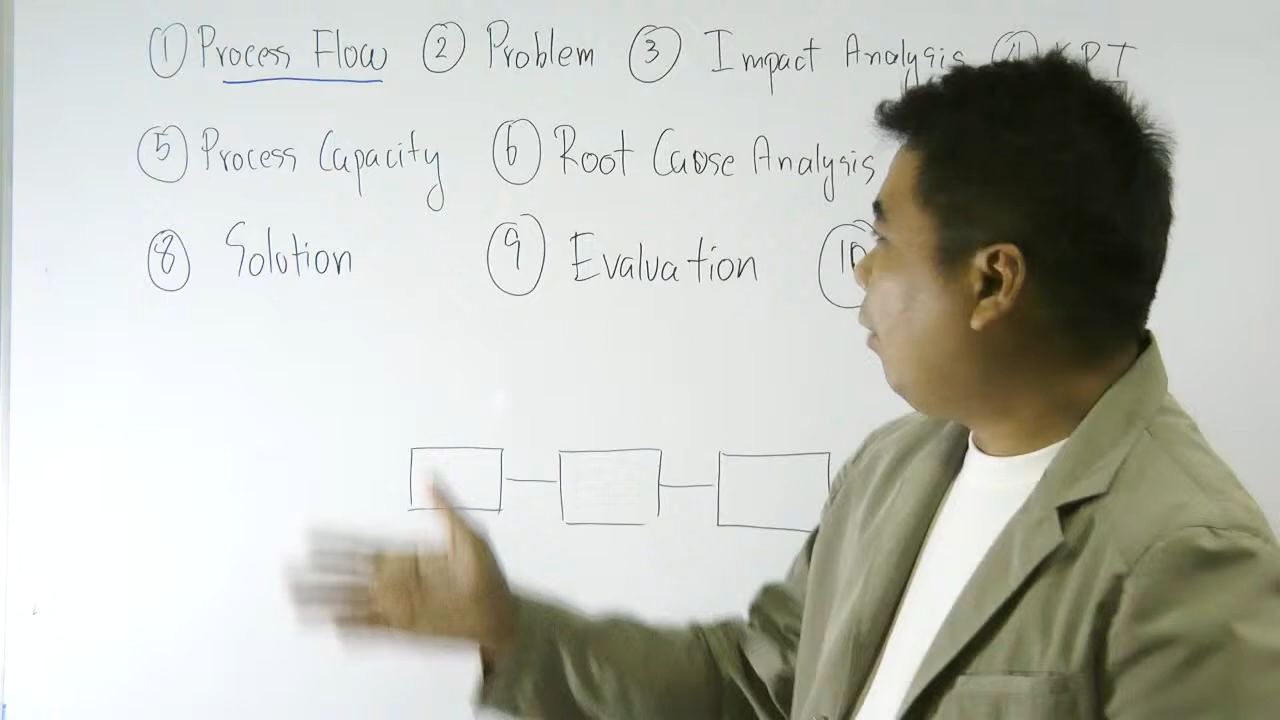 ① Process Flow ② Problem ③ Impact Analysis ④ KPI
⑤ Process Capacity ⑥ Root Cause Analysis
⑧ Solution ⑨ Evaluation ⑩